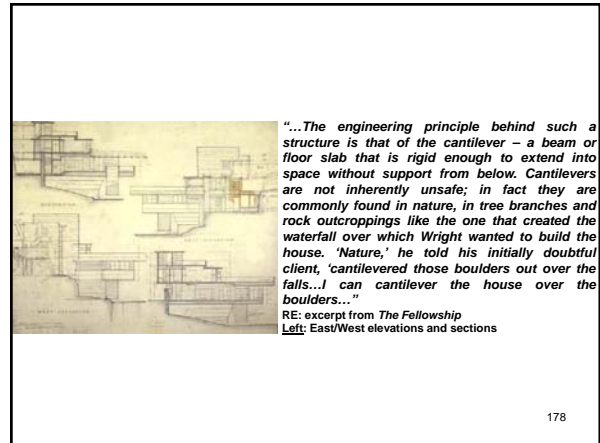 “…The engineering principle behind such a
structure is that of the cantilever – a beam or
floor slab that is rigid enough to extend into
space without support from below. Cantilevers
are not inherently unsafe; in fact they are
commonly found in nature, in tree branches and
rock outcroppings like the one that created the
waterfall over which Wright wanted to build the
house. ‘Nature,’ he told his initially doubtful
client, ‘cantilevered those boulders out over the
falls…I can cantilever the house over the
boulders…”
RE: excerpt from The Fellowship
Left: East/West elevations and sections
178